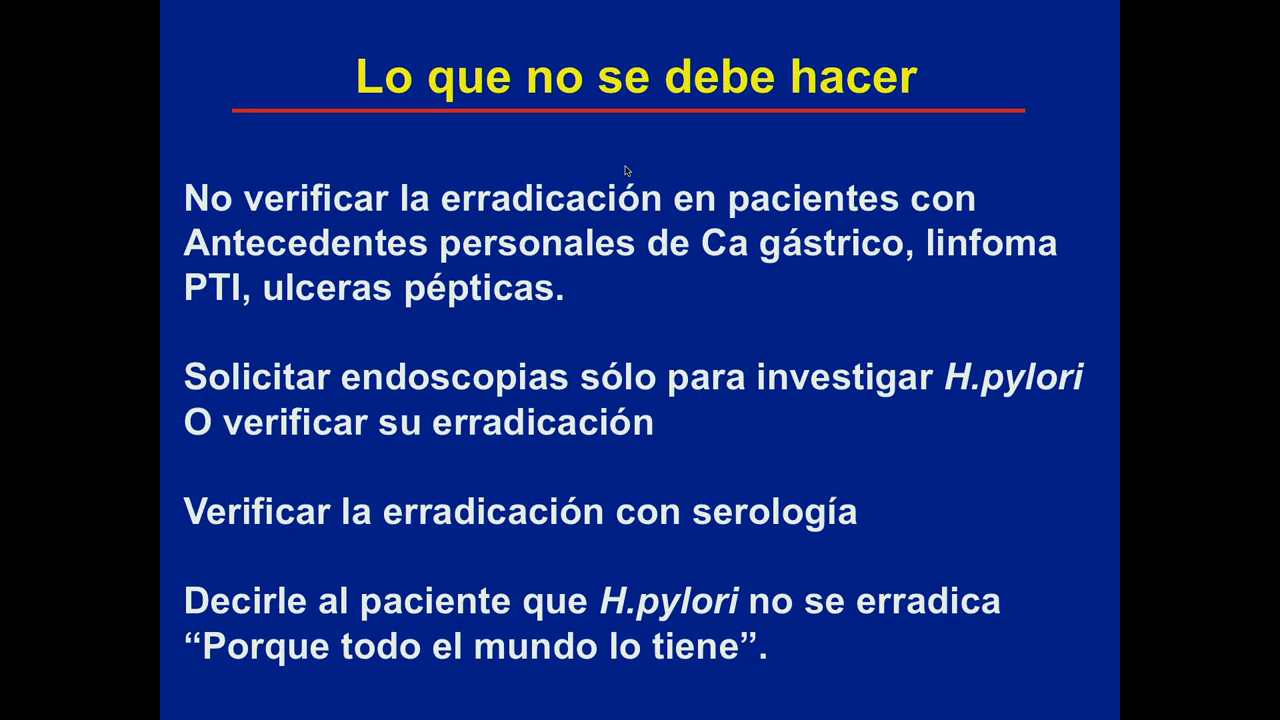 Lo que no se debe hacer
No verificar la erradicación en pacientes con
Antecedentes personales de Ca gástrico, linfoma
PTI, ulceras pépticas.
Solicitar endoscopias sólo para investigar H.pylori
O verificar su erradicación
Verificar la erradicación con serología
Decirle al paciente que H.pylori no se erradica
“Porque todo el mundo lo tiene”.